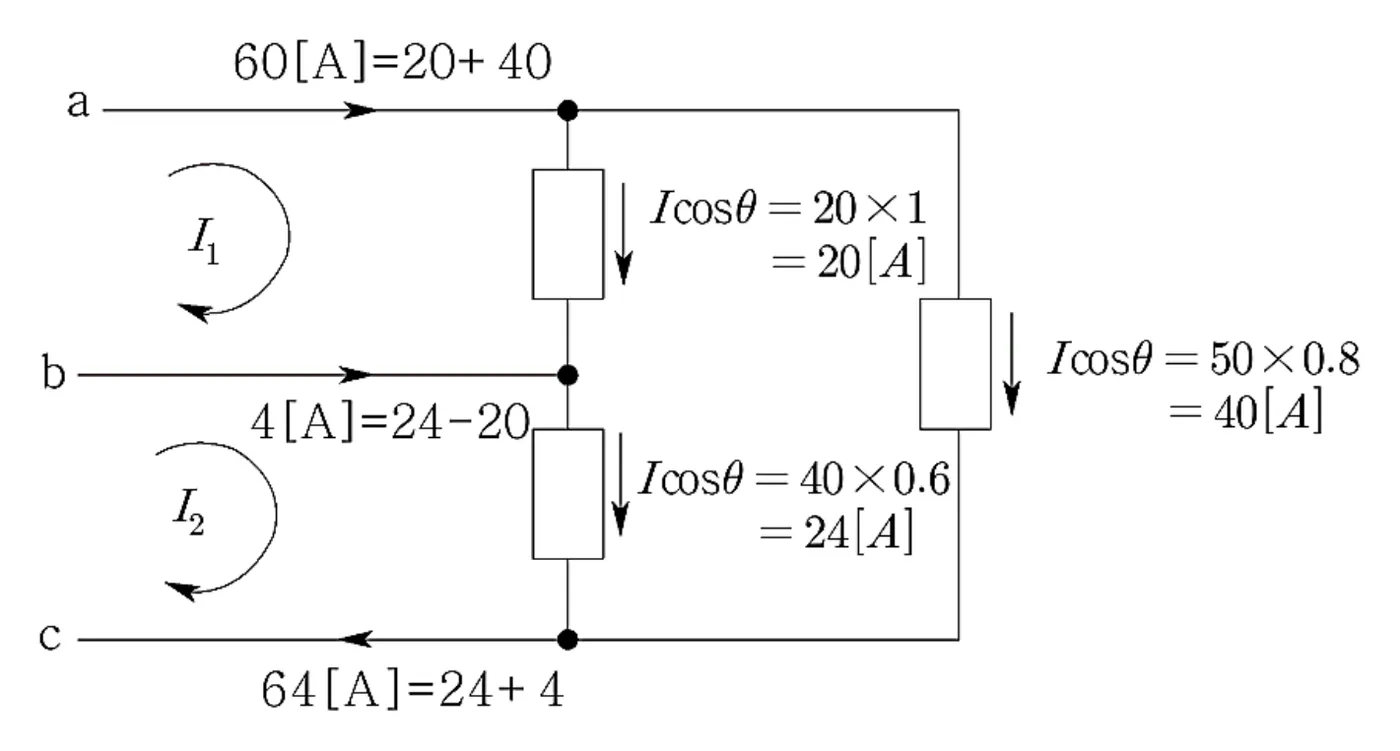 60[A]=20+ 40
a
I₁
Icosθ = 20×1
= 20[A]
b
4[A]=24-20
Icosθ = 50×0.8
= 40[A]
I₂
Icosθ = 40×0.6
= 24[A]
c
64[A]=24+ 4